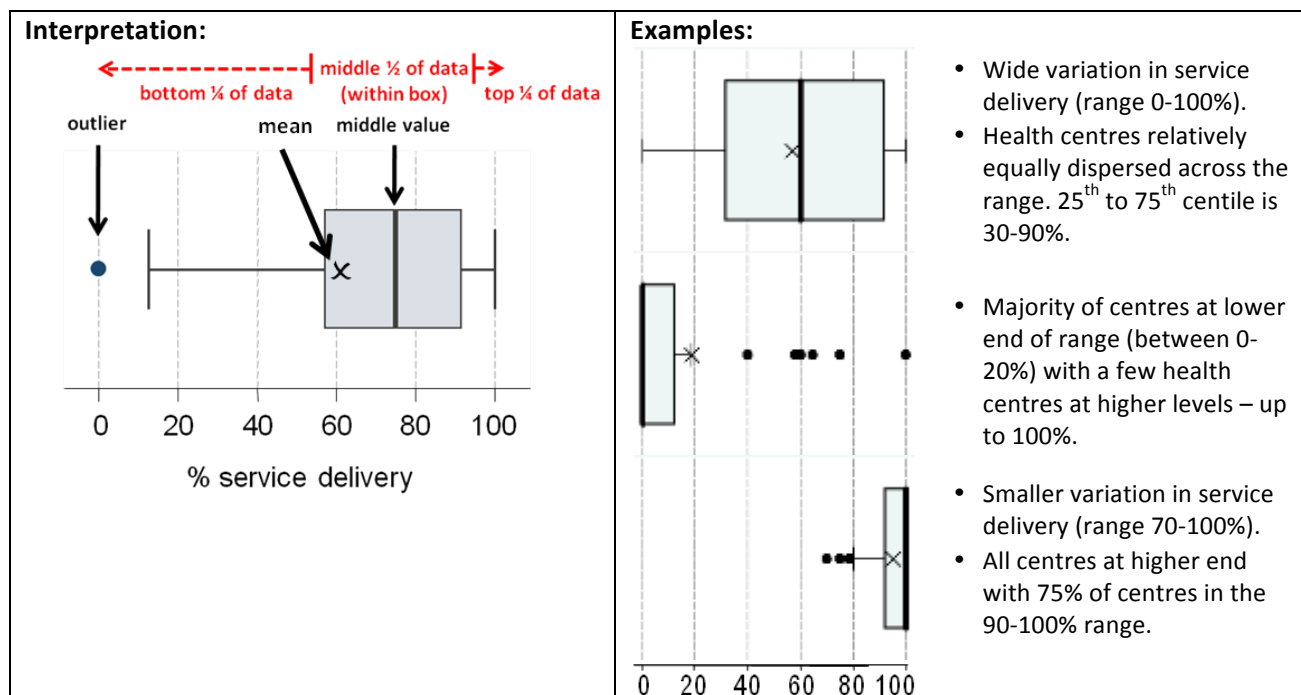 Interpretation:
middle ½ of data
(within box)
bottom ¼ of data
top ¼ of data
outlier
mean
middle value
0 20 40 60 80 100
% service delivery
Examples:
• Wide variation in service
delivery (range 0-100%).
• Health centres relatively
equally dispersed across the
range. 25th to 75th centile is
30-90%.
• Majority of centres at lower
end of range (between 0-
20%) with a few health
centres at higher levels – up
to 100%.
• Smaller variation in service
delivery (range 70-100%).
• All centres at higher end
with 75% of centres in the
90-100% range.
0 20 40 60 80 100